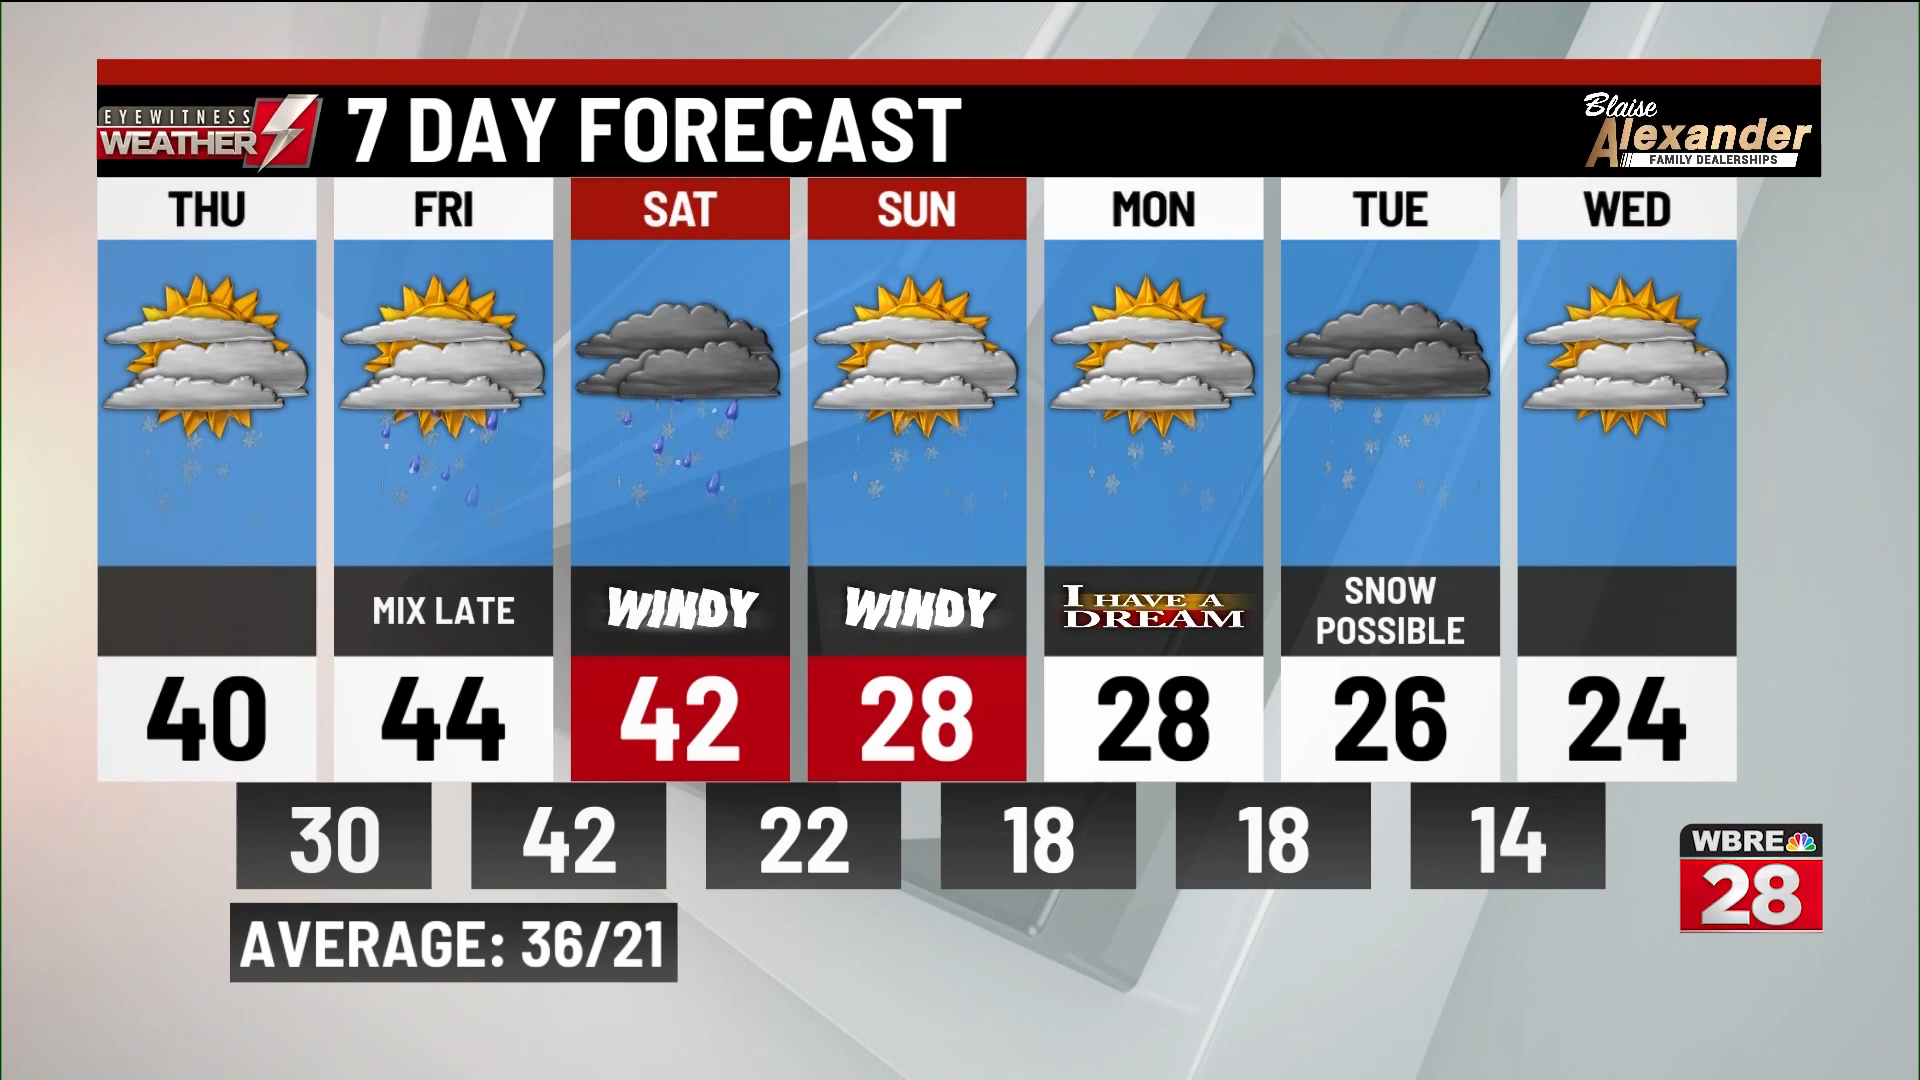 EYEWITNESS
WEATHER
7 DAY FORECAST
Blaise
Alexander
FAMILY DEALERSHIPS
THU FRI SAT SUN MON TUE WED
MIX LATE
WINDY
WINDY
I HAVE A
DREAM
SNOW
POSSIBLE
40 44 42 28 28 26 24
30 42 22 18 18 14
AVERAGE: 36/21
WBRE
28